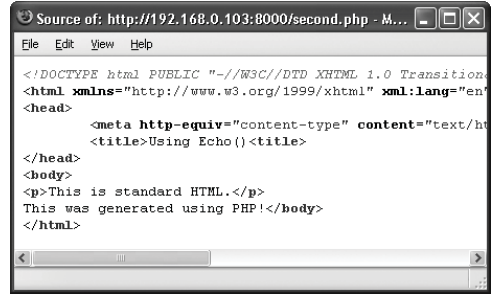 Source of: http://192.168.0.103:8000/second.php - M...
File Edit View Help
<!DOCTYPE html PUBLIC "-//W3C//DTD XHTML 1.0 Transition
<html xmlns="http://www.w3.org/1999/xhtml" xml:lang="en"
<head>
<meta http-equiv="content-type" content="text/ht
<title>Using Echo()<title>
</head>
<body>
<p>This is standard HTML.</p>
This was generated using PHP!</body>
</html>